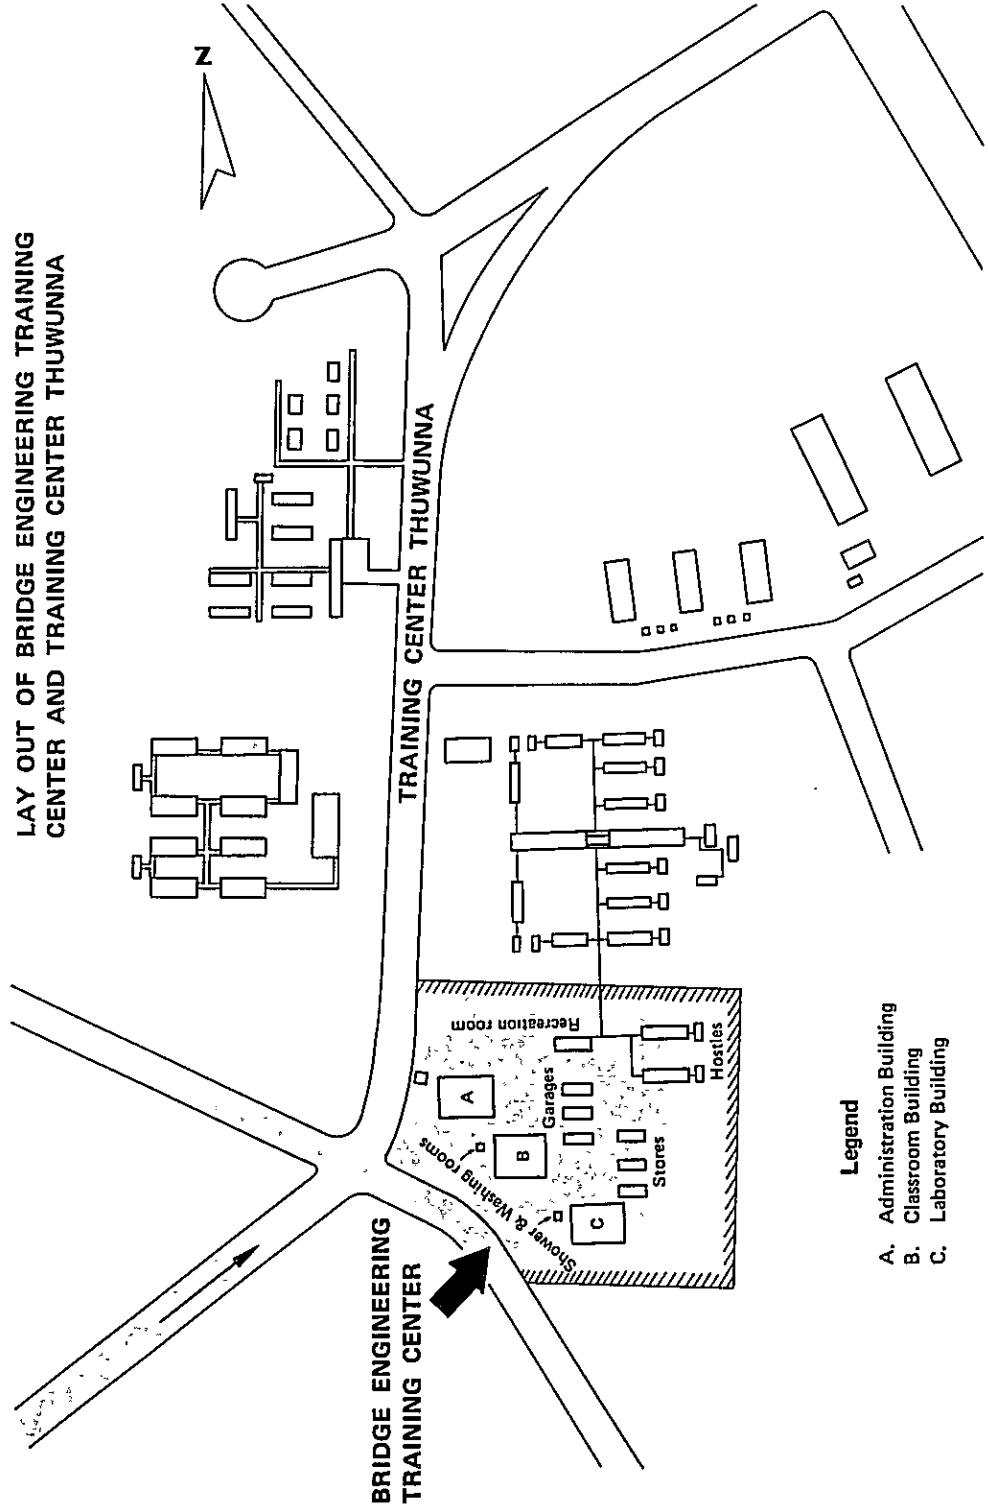 LAY OUT OF BRIDGE ENGINEERING TRAINING
CENTER AND TRAINING CENTER THUWUNNA
N
TRAINING CENTER THUWUNNA
BRIDGE ENGINEERING
TRAINING CENTER
Recreation room
A
Garages
Shower & Washing rooms
B
C
Stores
Hostles
Legend
A. Administration Building
B. Classroom Building
C. Laboratory Building